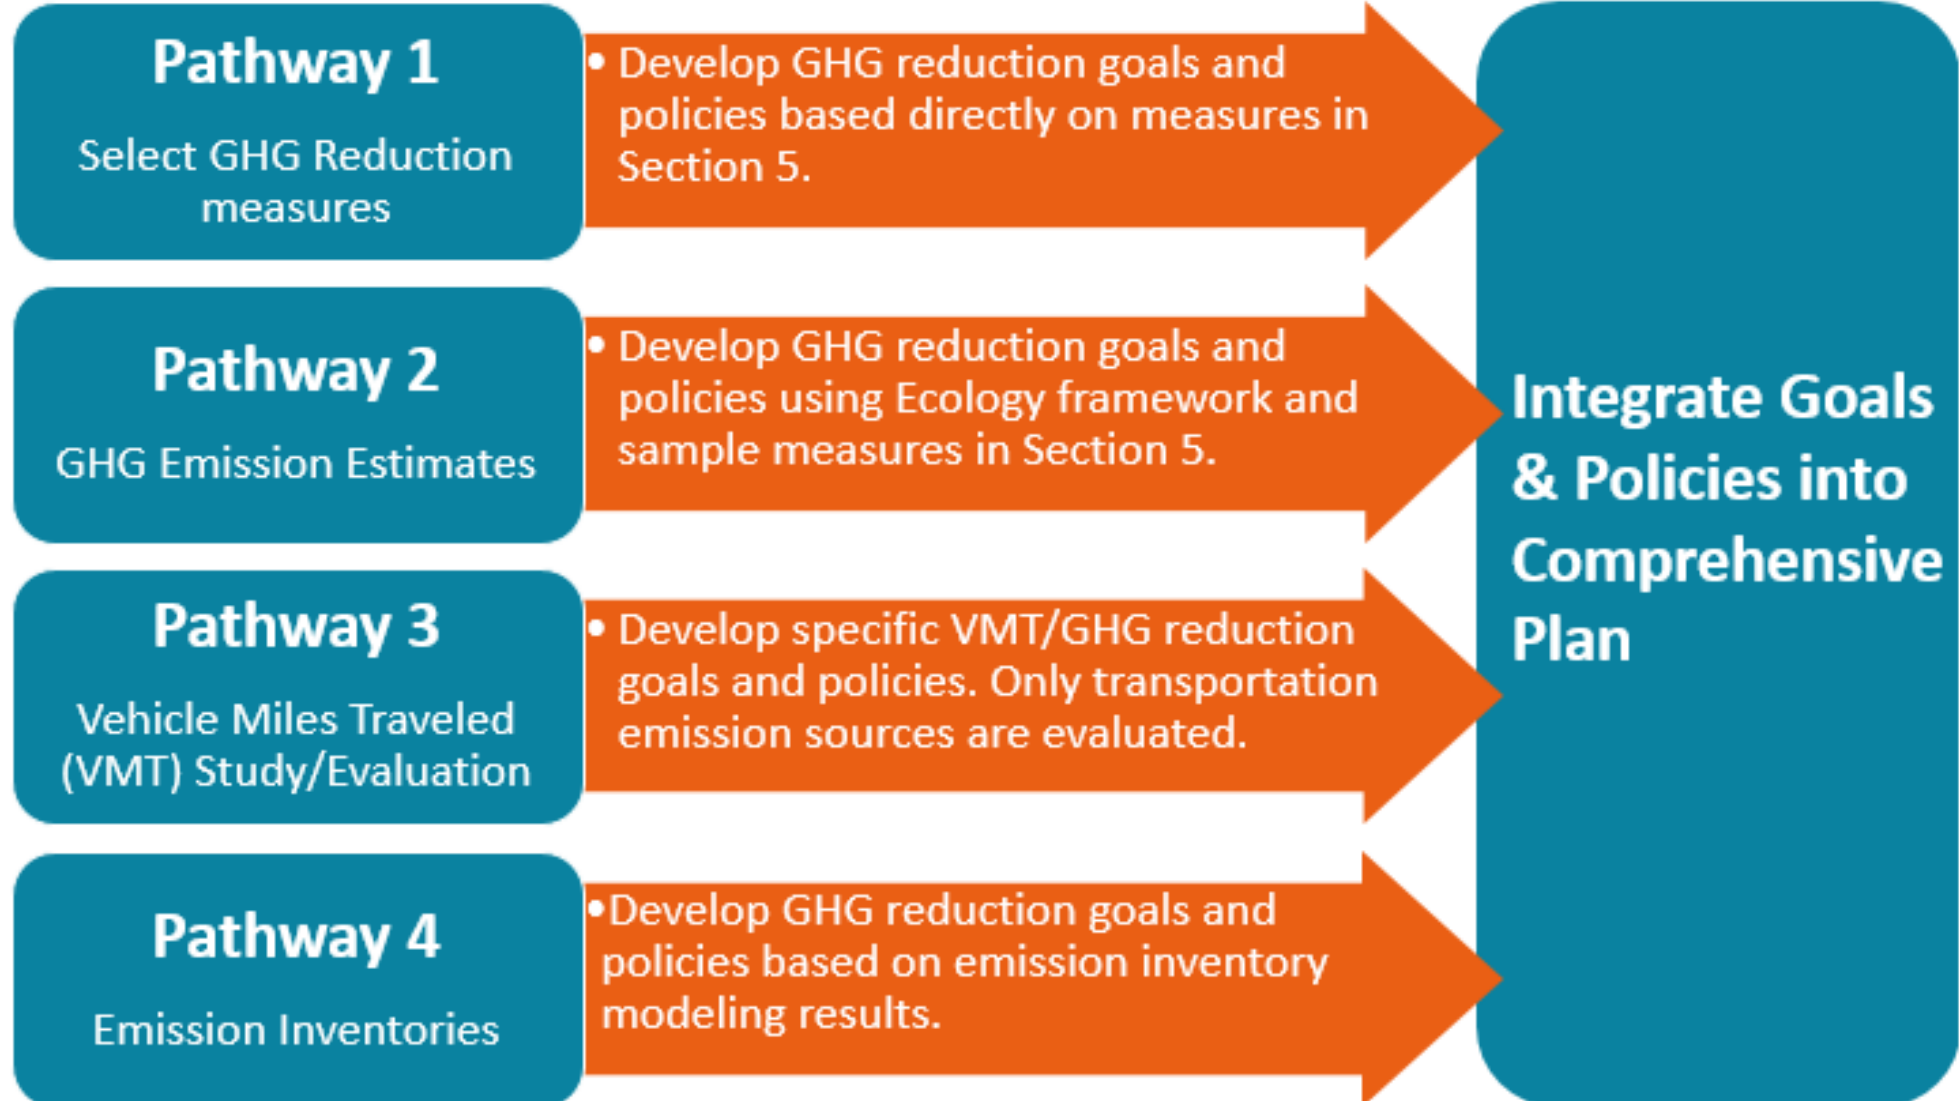 Pathway 1
Select GHG Reduction
measures
• Develop GHG reduction goals and
policies based directly on measures in
Section 5.
Pathway 2
GHG Emission Estimates
• Develop GHG reduction goals and
policies using Ecology framework and
sample measures in Section 5.
Pathway 3
Vehicle Miles Traveled
(VMT) Study/Evaluation
• Develop specific VMT/GHG reduction
goals and policies. Only transportation
emission sources are evaluated.
Pathway 4
Emission Inventories
•Develop GHG reduction goals and
policies based on emission inventory
modeling results.
Integrate Goals
& Policies into
Comprehensive
Plan